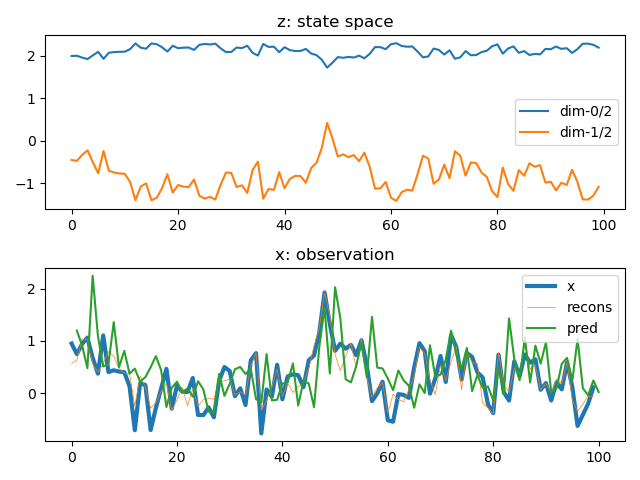 z: state space
2
1
0
−1
dim-0/2
dim-1/2
0 20 40 60 80 100
x: observation
2
1
0
x
recons
pred
0 20 40 60 80 100